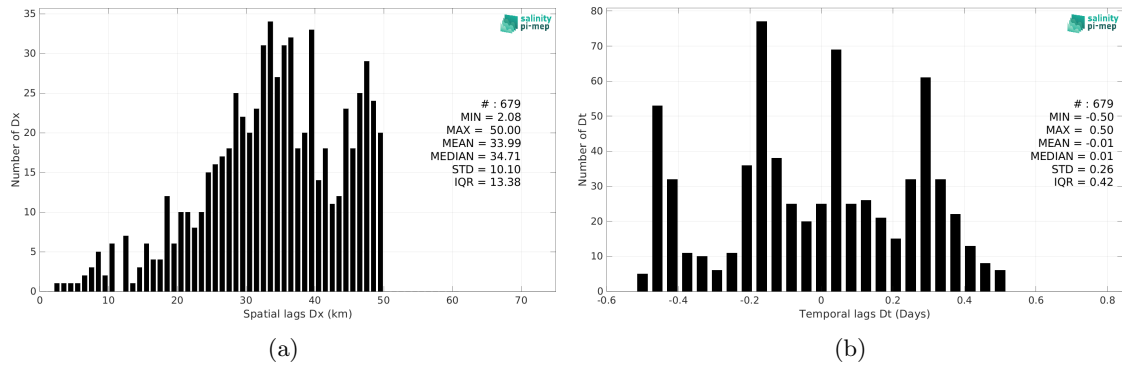 35
30
25
20
15
10
5
0
Number of Dx
0 10 20 30 40 50 60 70
Spatial lags Dx (km)
salinity
pi-mep
# : 679
MIN = 2.08
MAX = 50.00
MEAN = 33.99
MEDIAN = 34.71
STD = 10.10
IQR = 13.38
(a)
80
70
60
50
40
30
20
10
0
Number of Dt
-0.6 -0.4 -0.2 0 0.2 0.4 0.6 0.8
Temporal lags Dt (Days)
salinity
pi-mep
# : 679
MIN = -0.50
MAX = 0.50
MEAN = -0.01
MEDIAN = 0.01
STD = 0.26
IQR = 0.42
(b)